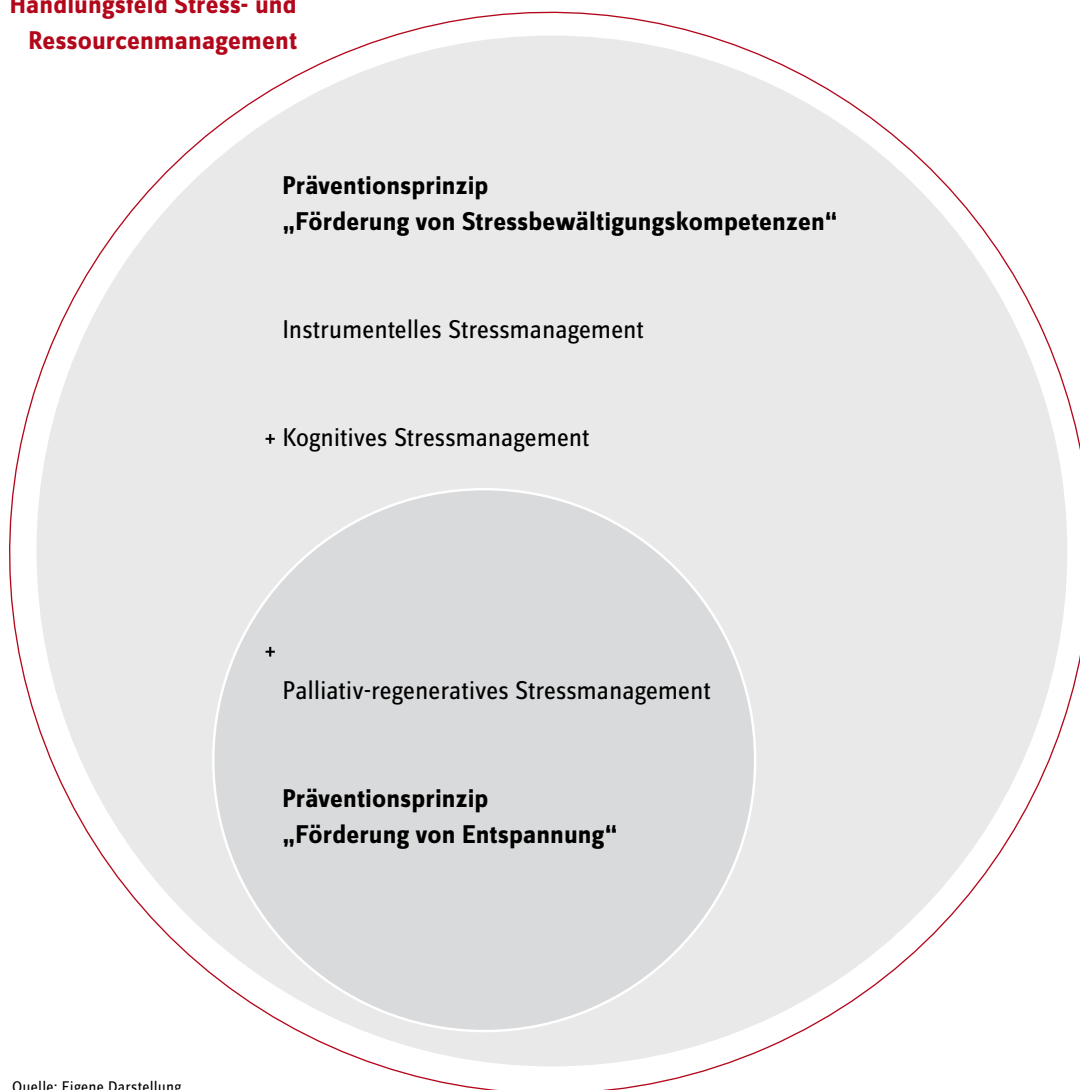 Handlungsfeld Stress- und
Ressourcenmanagement
Präventionsprinzip
„Förderung von Stressbewältigungskompetenzen“
Instrumentelles Stressmanagement
+ Kognitives Stressmanagement
+
Palliativ-regeneratives Stressmanagement
Präventionsprinzip
„Förderung von Entspannung“
Quelle: Eigene Darstellung